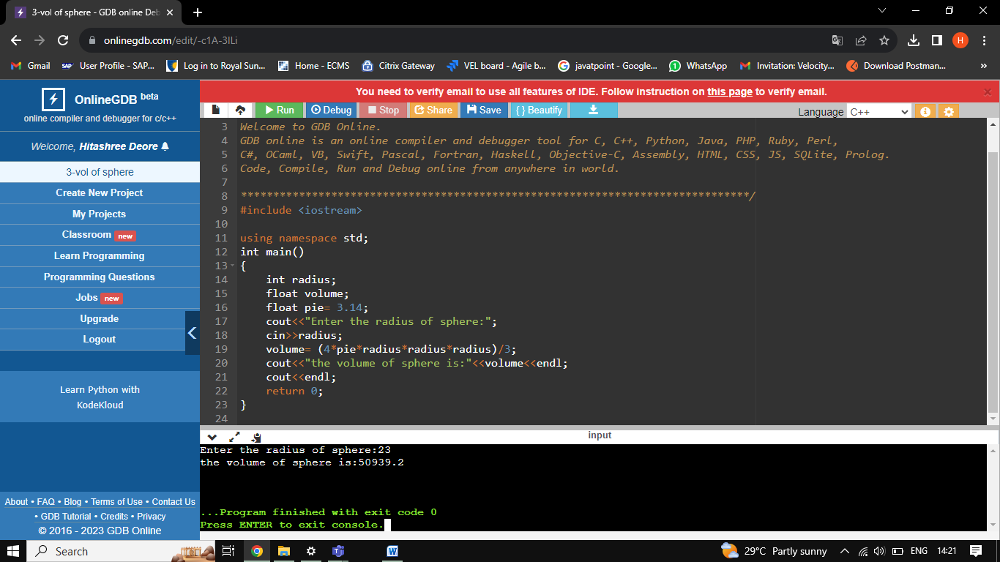 3-vol of sphere - GDB online Deb
onlinegdb.com/edit/-c1A-3ILi
H
Gmail
SAP User Profile - SAP...
Log in to Royal Sun...
Home - ECMS
Citrix Gateway
VEL board - Agile b...
javatpoint - Google...
1 WhatsApp
Invitation: Velocity...
Download Postman...
»
OnlineGDB beta
online compiler and debugger for c/c++
Welcome, Hitashree Deore
3-vol of sphere
Create New Project
My Projects
Classroom new
Learn Programming
Programming Questions
Jobs new
Upgrade
Logout
Learn Python with
KodeKloud
About • FAQ • Blog • Terms of Use • Contact Us
• GDB Tutorial • Credits • Privacy
© 2016 - 2023 GDB Online
You need to verify email to use all features of IDE. Follow instruction on this page to verify email.
Run Debug Stop Share Save { } Beautify
Language C++
3 Welcome to GDB Online.
4 GDB online is an online compiler and debugger tool for C, C++, Python, Java, PHP, Ruby, Perl,
5 C#, OCaml, VB, Swift, Pascal, Fortran, Haskell, Objective-C, Assembly, HTML, CSS, JS, SQLite, Prolog.
6 Code, Compile, Run and Debug online from anywhere in world.
7
8 *******************************************************************************/
9 #include <iostream>
10
11 using namespace std;
12 int main()
13 {
14     int radius;
15     float volume;
16     float pie= 3.14;
17     cout<<"Enter the radius of sphere:";
18     cin>>radius;
19     volume= (4*pie*radius*radius*radius)/3;
20     cout<<"the volume of sphere is:"<<volume<<endl;
21     cout<<endl;
22     return 0;
23 }
24
input
Enter the radius of sphere:23
the volume of sphere is:50939.2
...Program finished with exit code 0
Press ENTER to exit console.
Search
29°C Partly sunny
ENG
14:21